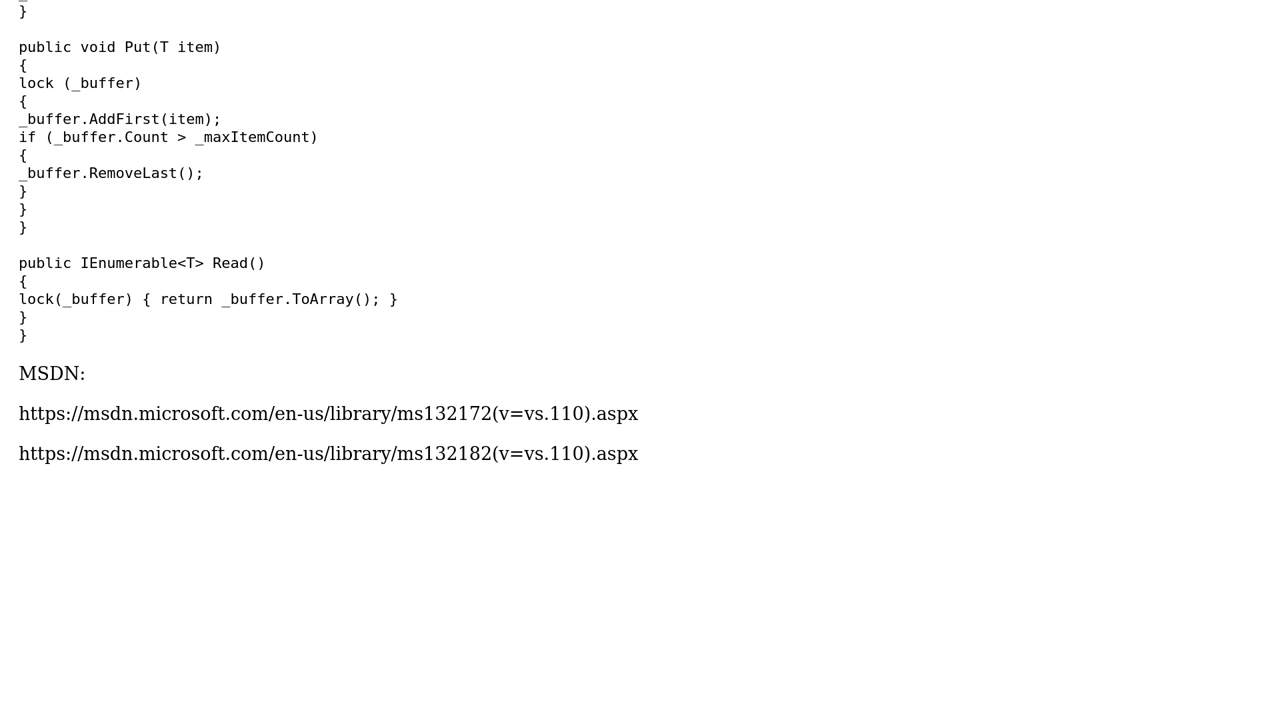 }
public void Put(T item)
{
lock (_buffer)
{
_buffer.AddFirst(item);
if (_buffer.Count > _maxItemCount)
{
_buffer.RemoveLast();
}
}
}
public IEnumerable<T> Read()
{
lock(_buffer) { return _buffer.ToArray(); }
}
}
MSDN:
https://msdn.microsoft.com/en-us/library/ms132172(v=vs.110).aspx
https://msdn.microsoft.com/en-us/library/ms132182(v=vs.110).aspx